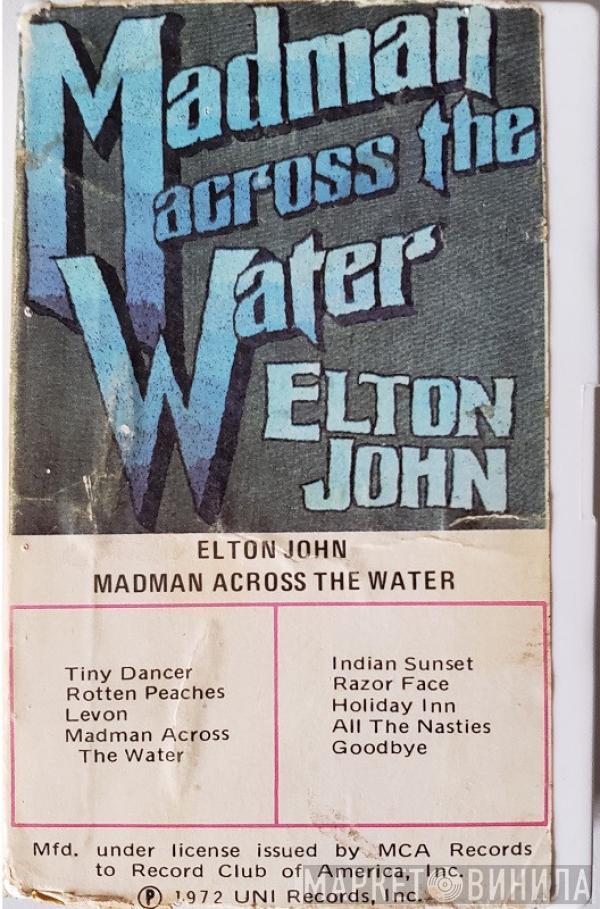 Madman
across the
Water
ELTON
JOHN
ELTON JOHN
MADMAN ACROSS THE WATER
Tiny Dancer
Rotten Peaches
Levon
Madman Across
The Water
Indian Sunset
Razor Face
Holiday Inn
All The Nasties
Goodbye
Mfd. under license issued by MCA Records
to Record Club of America, Inc.
Ⓟ 1972 UNI Records, Inc.
МАРКЕТ ВИНИЛА